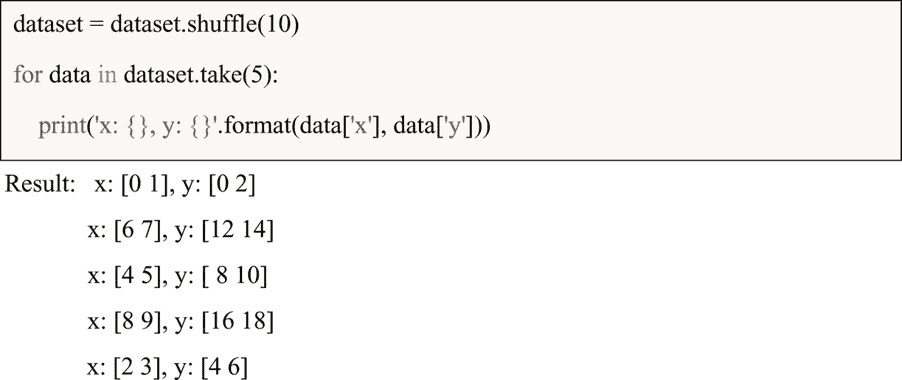 dataset = dataset.shuffle(10)
for data in dataset.take(5):
print('x: {}, y: {}'.format(data['x'], data['y']))
Result: x: [0 1], y: [0 2]
x: [6 7], y: [12 14]
x: [4 5], y: [ 8 10]
x: [8 9], y: [16 18]
x: [2 3], y: [4 6]